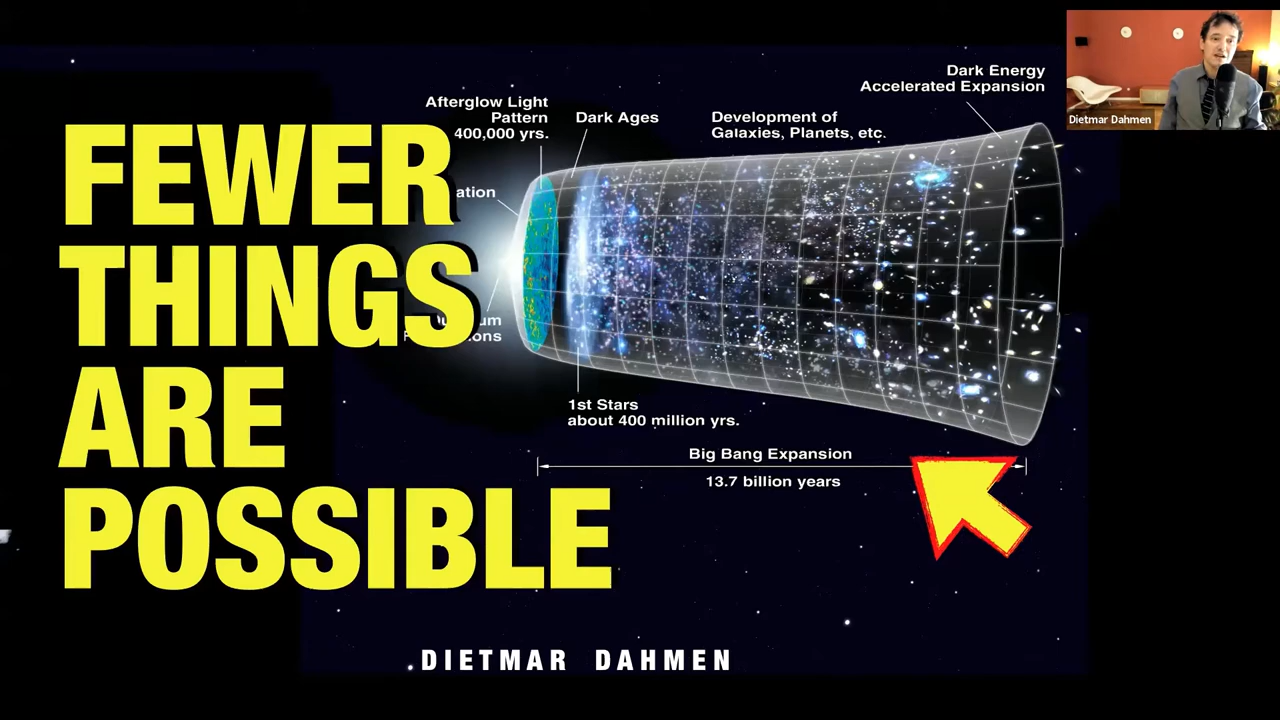 FEWER
THINGS
ARE
POSSIBLE
Afterglow Light
Pattern
400,000 yrs.
Dark Ages
Development of
Galaxies, Planets, etc.
Dark Energy
Accelerated Expansion
1st Stars
about 400 million yrs.
Big Bang Expansion
13.7 billion years
DIETMAR DAHMEN
Dietmar Dahmen